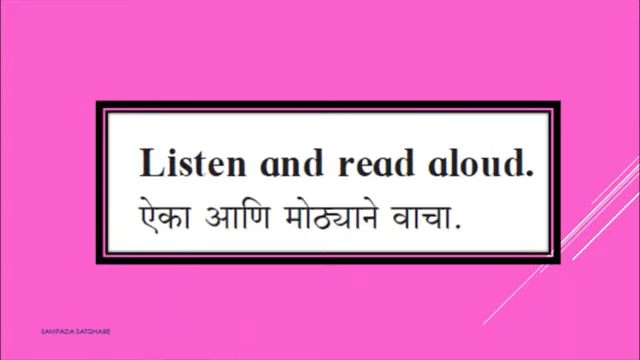 Listen and read aloud.
ऐका आणि मोठ्याने वाचा.
SAMPADA SATGHARE